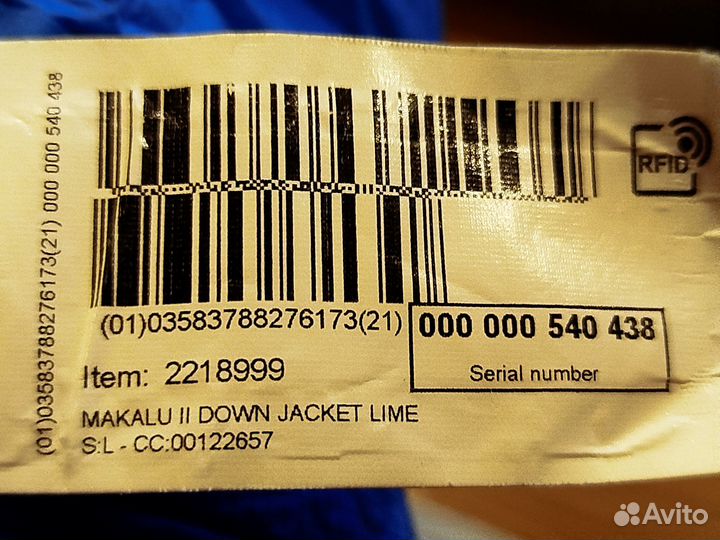 (01)03583788276173(21) 000 000 540 438
RFID
(01)03583788276173(21)
000 000 540 438
Serial number
Item: 2218999
MAKALU II DOWN JACKET LIME
S:L - CC:00122657
Avito